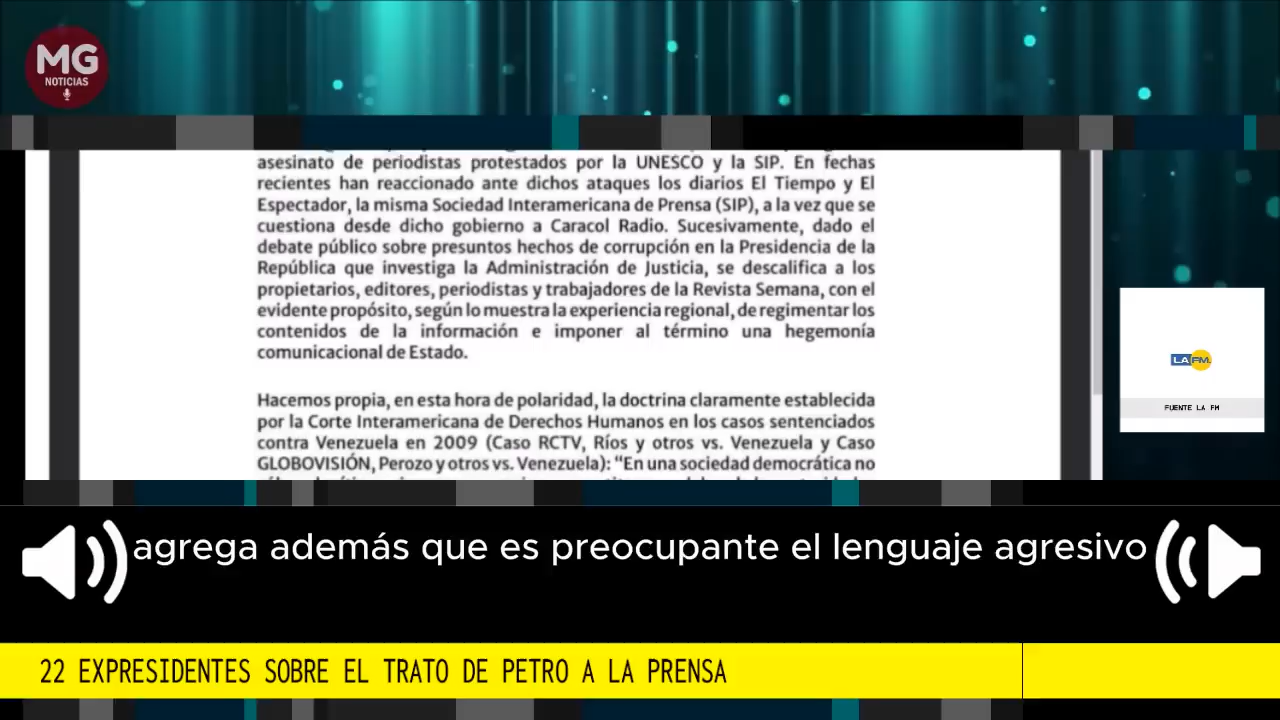 MG
NOTICIAS
asesinato de periodistas protestados por la UNESCO y la SIP. En fechas
recientes han reaccionado ante dichos ataques los diarios El Tiempo y El
Espectador, la misma Sociedad Interamericana de Prensa (SIP), a la vez que se
cuestiona desde dicho gobierno a Caracol Radio. Sucesivamente, dado el
debate público sobre presuntos hechos de corrupción en la Presidencia de la
República que investiga la Administración de Justicia, se descalifica a los
propietarios, editores, periodistas y trabajadores de la Revista Semana, con el
evidente propósito, según lo muestra la experiencia regional, de regimentar los
contenidos de la información e imponer al término una hegemonía
comunicacional de Estado.
Hacemos propia, en esta hora de polaridad, la doctrina claramente establecida
por la Corte Interamericana de Derechos Humanos en los casos sentenciados
contra Venezuela en 2009 (Caso RCTV, Ríos y otros vs. Venezuela y Caso
GLOBOVISIÓN, Perozo y otros vs. Venezuela): “En una sociedad democrática no
LA FM.
FUENTE LA FM
agrega además que es preocupante el lenguaje agresivo
22 EXPRESIDENTES SOBRE EL TRATO DE PETRO A LA PRENSA